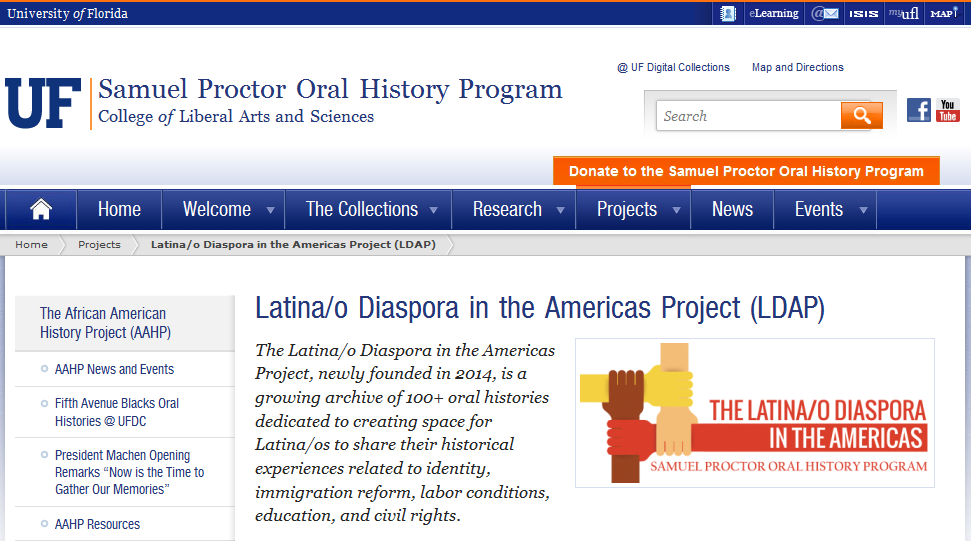 University of Florida
eLearning
@
ISIS
myufl
MAP
@ UF Digital Collections
Map and Directions
UF
Samuel Proctor Oral History Program
College of Liberal Arts and Sciences
Search
f
You
Tube
Donate to the Samuel Proctor Oral History Program
Home
Welcome
The Collections
Research
Projects
News
Events
Home
Projects
Latina/o Diaspora in the Americas Project (LDAP)
The African American
History Project (AAHP)
AAHP News and Events
Fifth Avenue Blacks Oral
Histories @ UFDC
President Machen Opening
Remarks “Now is the Time to
Gather Our Memories”
AAHP Resources
Latina/o Diaspora in the Americas Project (LDAP)
The Latina/o Diaspora in the Americas
Project, newly founded in 2014, is a
growing archive of 100+ oral histories
dedicated to creating space for
Latina/os to share their historical
experiences related to identity,
immigration reform, labor conditions,
education, and civil rights.
THE LATINA/O DIASPORA
IN THE AMERICAS
SAMUEL PROCTOR ORAL HISTORY PROGRAM